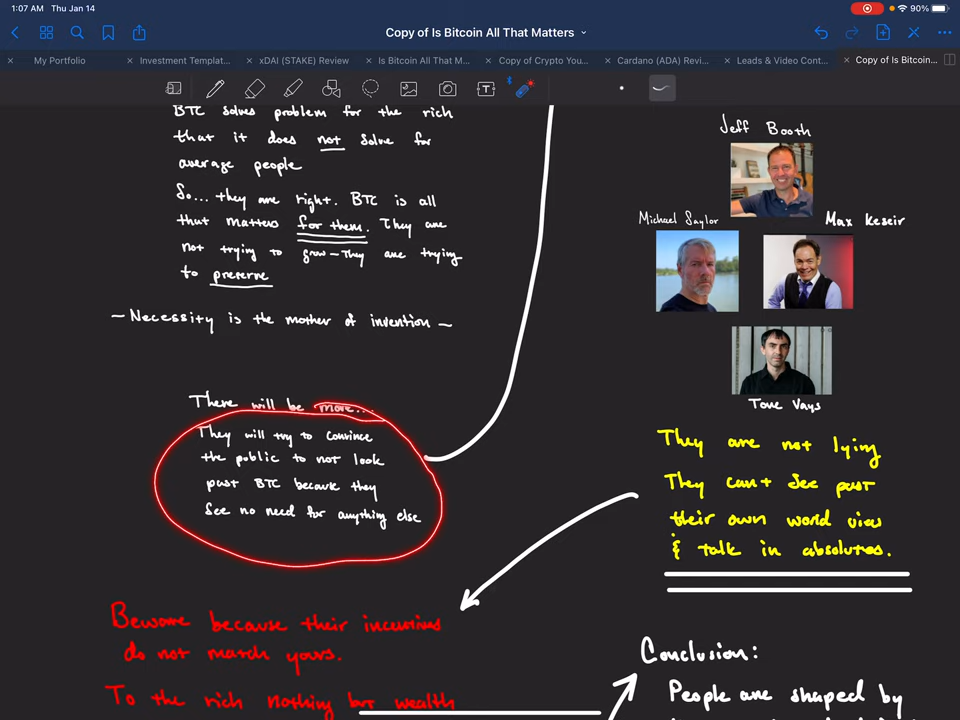 1:07 AM Thu Jan 14
90%
Copy of Is Bitcoin All That Matters
My Portfolio
Investment Templat...
xDAI (STAKE) Review
Is Bitcoin All That M...
Copy of Crypto You...
Cardano (ADA) Revi...
Leads & Video Cont...
Copy of Is Bitcoin...
BTC solves problem for the rich
that it does not solve for
average people
So... they are right. BTC is all
that matters for them. They are
not trying to grow - They are trying
to preserve
- Necessity is the mother of invention -
There will be more...
They will try to convince
the public to not look
past BTC because they
see no need for anything else
Beware because their incentives
do not match yours.
To the rich nothing but wealth
Jeff Booth
Michael Saylor
Max Keseir
Tone Vays
They are not lying
They can't see past
their own world view
& talk in absolutes.
Conclusion:
People are shaped by